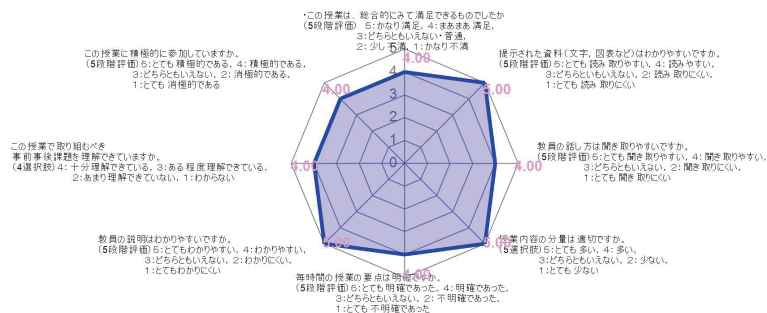 ・この授業は，総合的にみて満足できるものでしたか
(5段階評価) 5:かなり満足，4:まあまあ満足，
3:どちらともいえない・普通，
2:少し不満，1:かなり不満
5
4.00
4
3
2
1
0
提示された資料(文字，図表など)はわかりやすいですか。
(5段階評価) 5:とても読み取りやすい，4:読みやすい，
3:どちらといもいえない，2:読み取りにくい，
1:とても読み取りにくい
5.00
教員の話し方は聞き取りやすいですか。
(5段階評価) 5:とても聞き取りやすい，4:聞き取りやすい，
3:どちらともいえない，2:聞き取りにくい，
1:とても聞き取りにくい
4.00
授業内容の分量は適切ですか。
(5選択肢) 5:とても多い，4:多い，
3:どちらともいえない，2:少ない，
1:とても少ない
5.00
毎時間の授業の要点は明確ですか。
(5段階評価) 5:とても明確であった，4:明確であった，
3:どちらともいえない，2:不明確であった，
1:とても不明確であった
4.00
教員の説明はわかりやすいですか。
(5段階評価) 5:とてもわかりやすい，4:わかりやすい，
3:どちらともいえない，2:わかりにくい，
1:とてもわかりにくい
5.00
この授業で取り組むべき
事前事後課題を理解できていますか。
(4選択肢) 4:十分理解できている，3:ある程度理解できている，
2:あまり理解できていない，1:わからない
4.00
この授業に積極的に参加していますか。
(5段階評価) 5:とても積極的である，4:積極的である，
3:どちらともいえない，2:消極的である，
1:とても消極的である
4.00